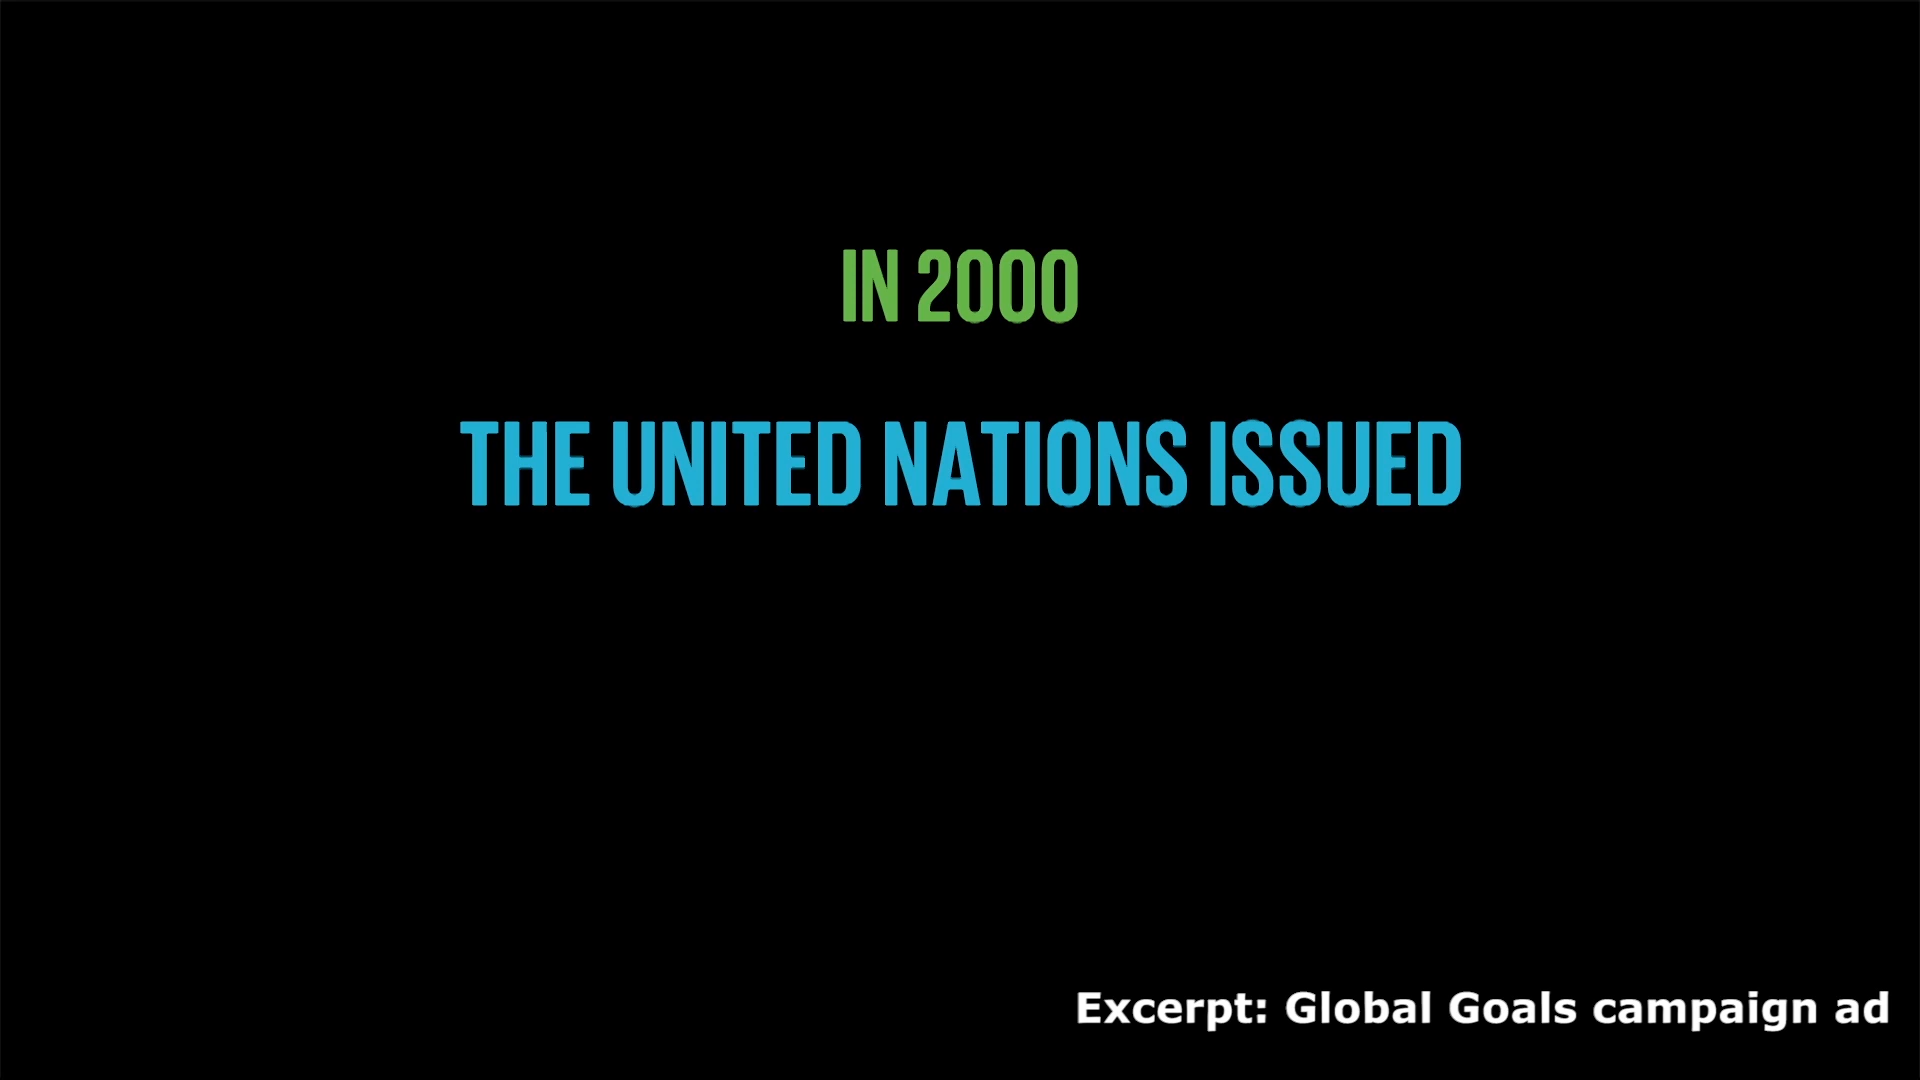 IN 2000
THE UNITED NATIONS ISSUED
Excerpt: Global Goals campaign ad